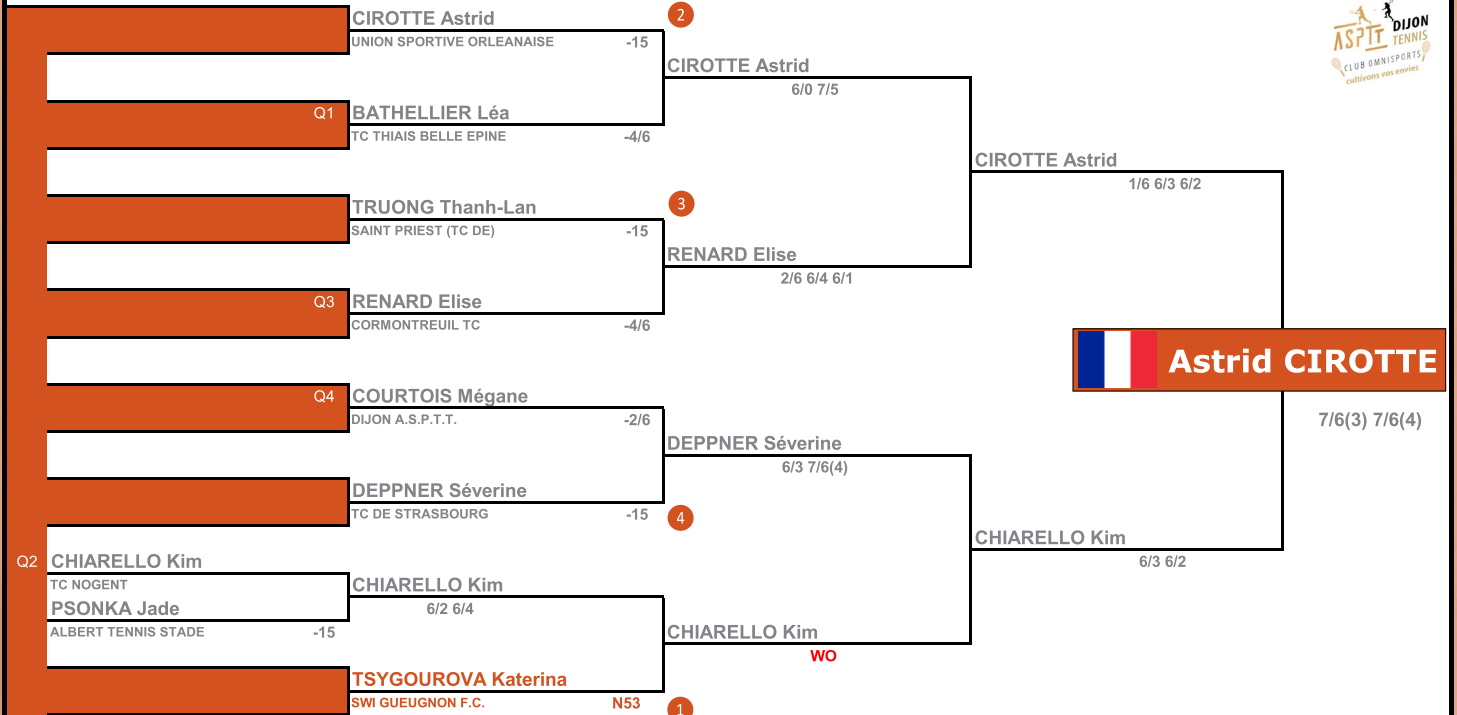 CIROTTE Astrid
2
UNION SPORTIVE ORLEANAISE -15
CIROTTE Astrid
6/0 7/5
Q1 BATHELLIER Léa
TC THIAIS BELLE EPINE -4/6
CIROTTE Astrid
1/6 6/3 6/2
TRUONG Thanh-Lan
3
SAINT PRIEST (TC DE) -15
RENARD Elise
2/6 6/4 6/1
Q3 RENARD Elise
CORMONTREUIL TC -4/6
Astrid CIROTTE
7/6(3) 7/6(4)
Q4 COURTOIS Mégane
DIJON A.S.P.T.T. -2/6
DEPPNER Séverine
6/3 7/6(4)
DEPPNER Séverine
TC DE STRASBOURG -15
4
CHIARELLO Kim
6/3 6/2
Q2 CHIARELLO Kim
TC NOGENT
CHIARELLO Kim
6/2 6/4
PSONKA Jade
ALBERT TENNIS STADE -15
CHIARELLO Kim
WO
TSYGOUROVA Katerina
SWI GUEUGNON F.C. N53
1
ASPTT DIJON
TENNIS
CLUB OMNISPORTS
cultivons vos envies